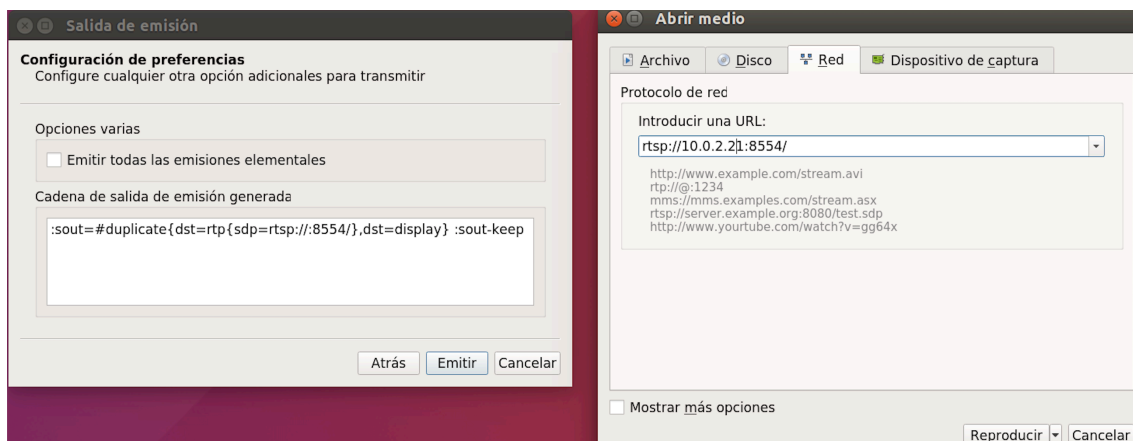 Salida de emisión
Configuración de preferencias
Configure cualquier otra opción adicionales para transmitir
Opciones varias
Emitir todas las emisiones elementales
Cadena de salida de emisión generada
:sout=#duplicate{dst=rtp{sdp=rtsp://:8554/},dst=display} :sout-keep
Atrás Emitir Cancelar
Abrir medio
Archivo Disco Red Dispositivo de captura
Protocolo de red
Introducir una URL:
rtsp://10.0.2.21:8554/
http://www.example.com/stream.avi
rtp://@:1234
mms://mms.examples.com/stream.asx
rtsp://server.example.org:8080/test.sdp
http://www.yourtube.com/watch?v=gg64x
Mostrar más opciones
Reproducir Cancelar